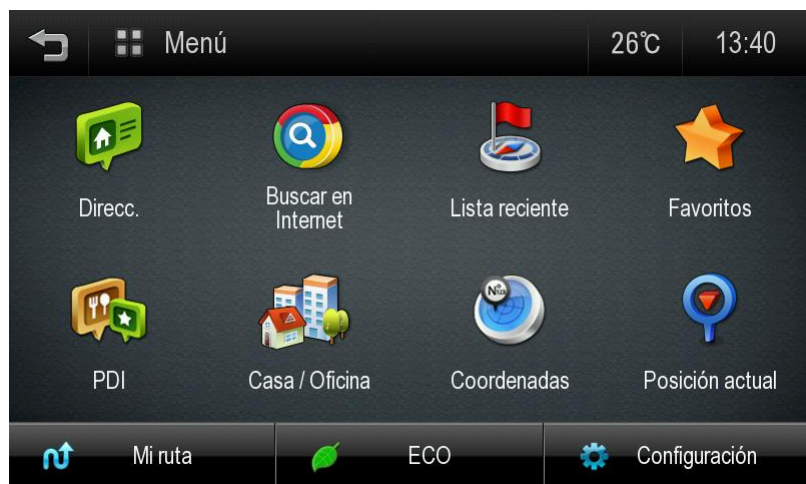 Menú 26℃ 13:40
Direcc.
Buscar en
Internet
Lista reciente
Favoritos
PDI
Casa / Oficina
Coordenadas
Posición actual
Mi ruta
ECO
Configuración